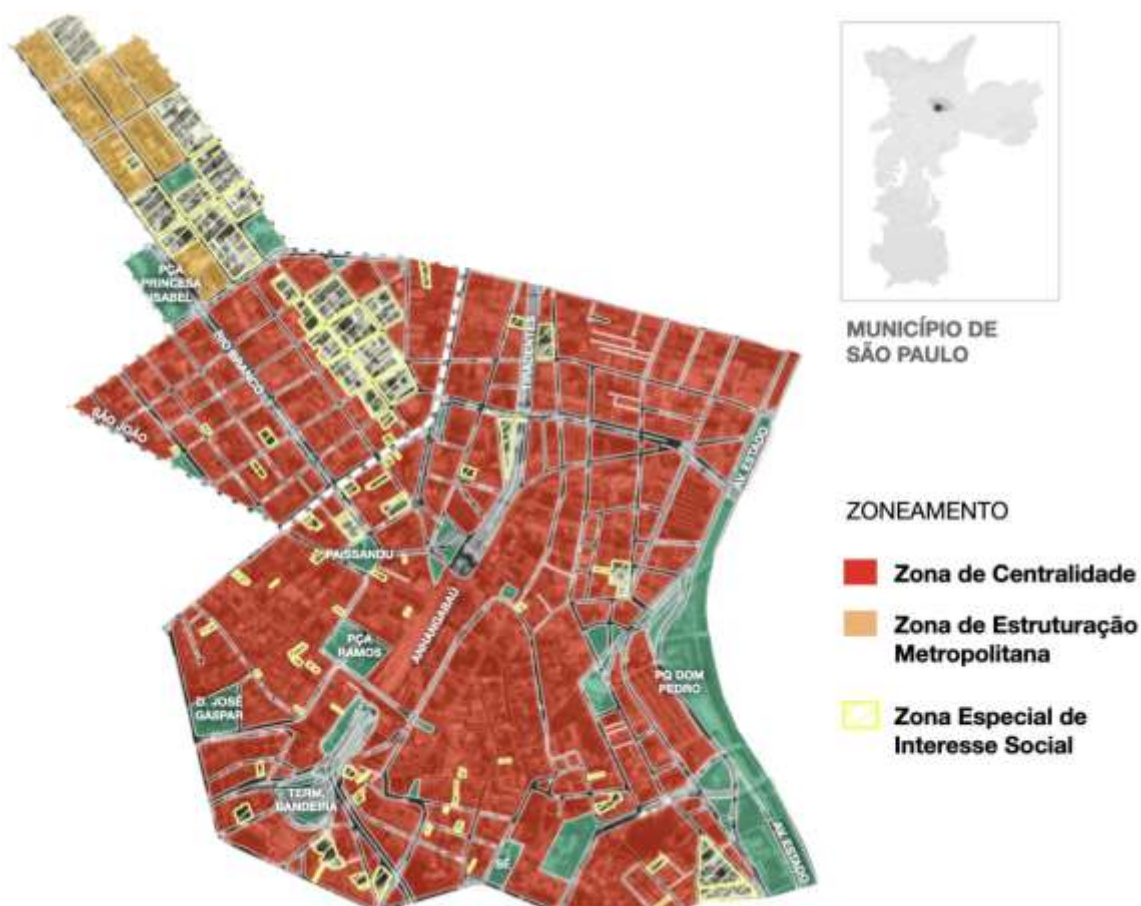 PÇA
PRINCESA
ISABEL
RIO BRANCO
SÃO JOÃO
TIRADENTES
AV. ESTADO
PAISSANDU
ANHANGABAÚ
PÇA
RAMOS
D. JOSÉ
GASPAR
PQ DOM
PEDRO
TERM.
BANDEIRA
AV. ESTADO
MUNICÍPIO DE
SÃO PAULO
ZONEAMENTO
Zona de Centralidade
Zona de Estruturação
Metropolitana
Zona Especial de
Interesse Social